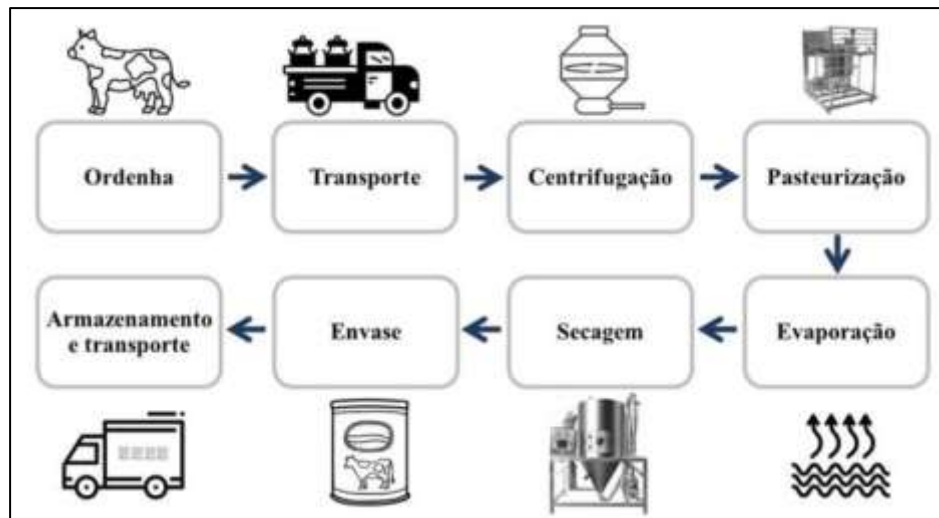 Ordenha
Transporte
Centrifugação
Pasteurização
Armazenamento
e transporte
Envase
Secagem
Evaporação